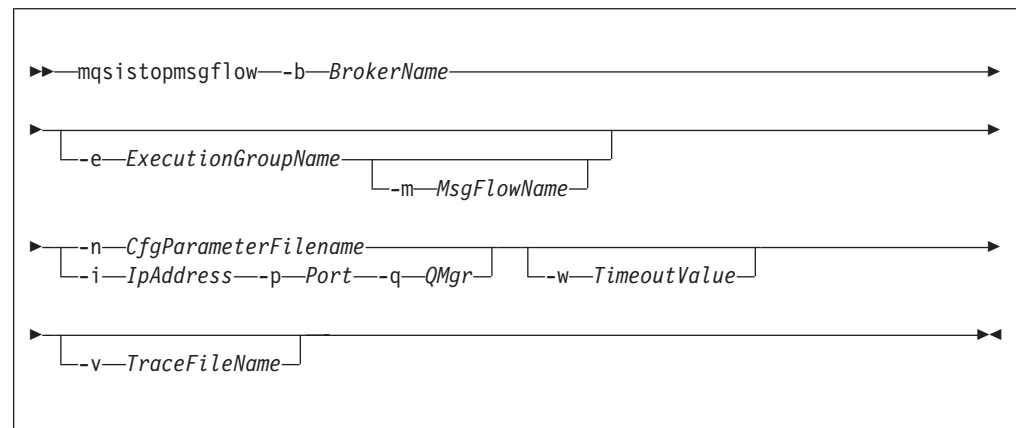 mqsistopmsgflow -b BrokerName
-e ExecutionGroupName
-m MsgFlowName
-n CfgParameterFilename
-i IpAddress -p Port -q QMgr -w TimeoutValue
-v TraceFileName